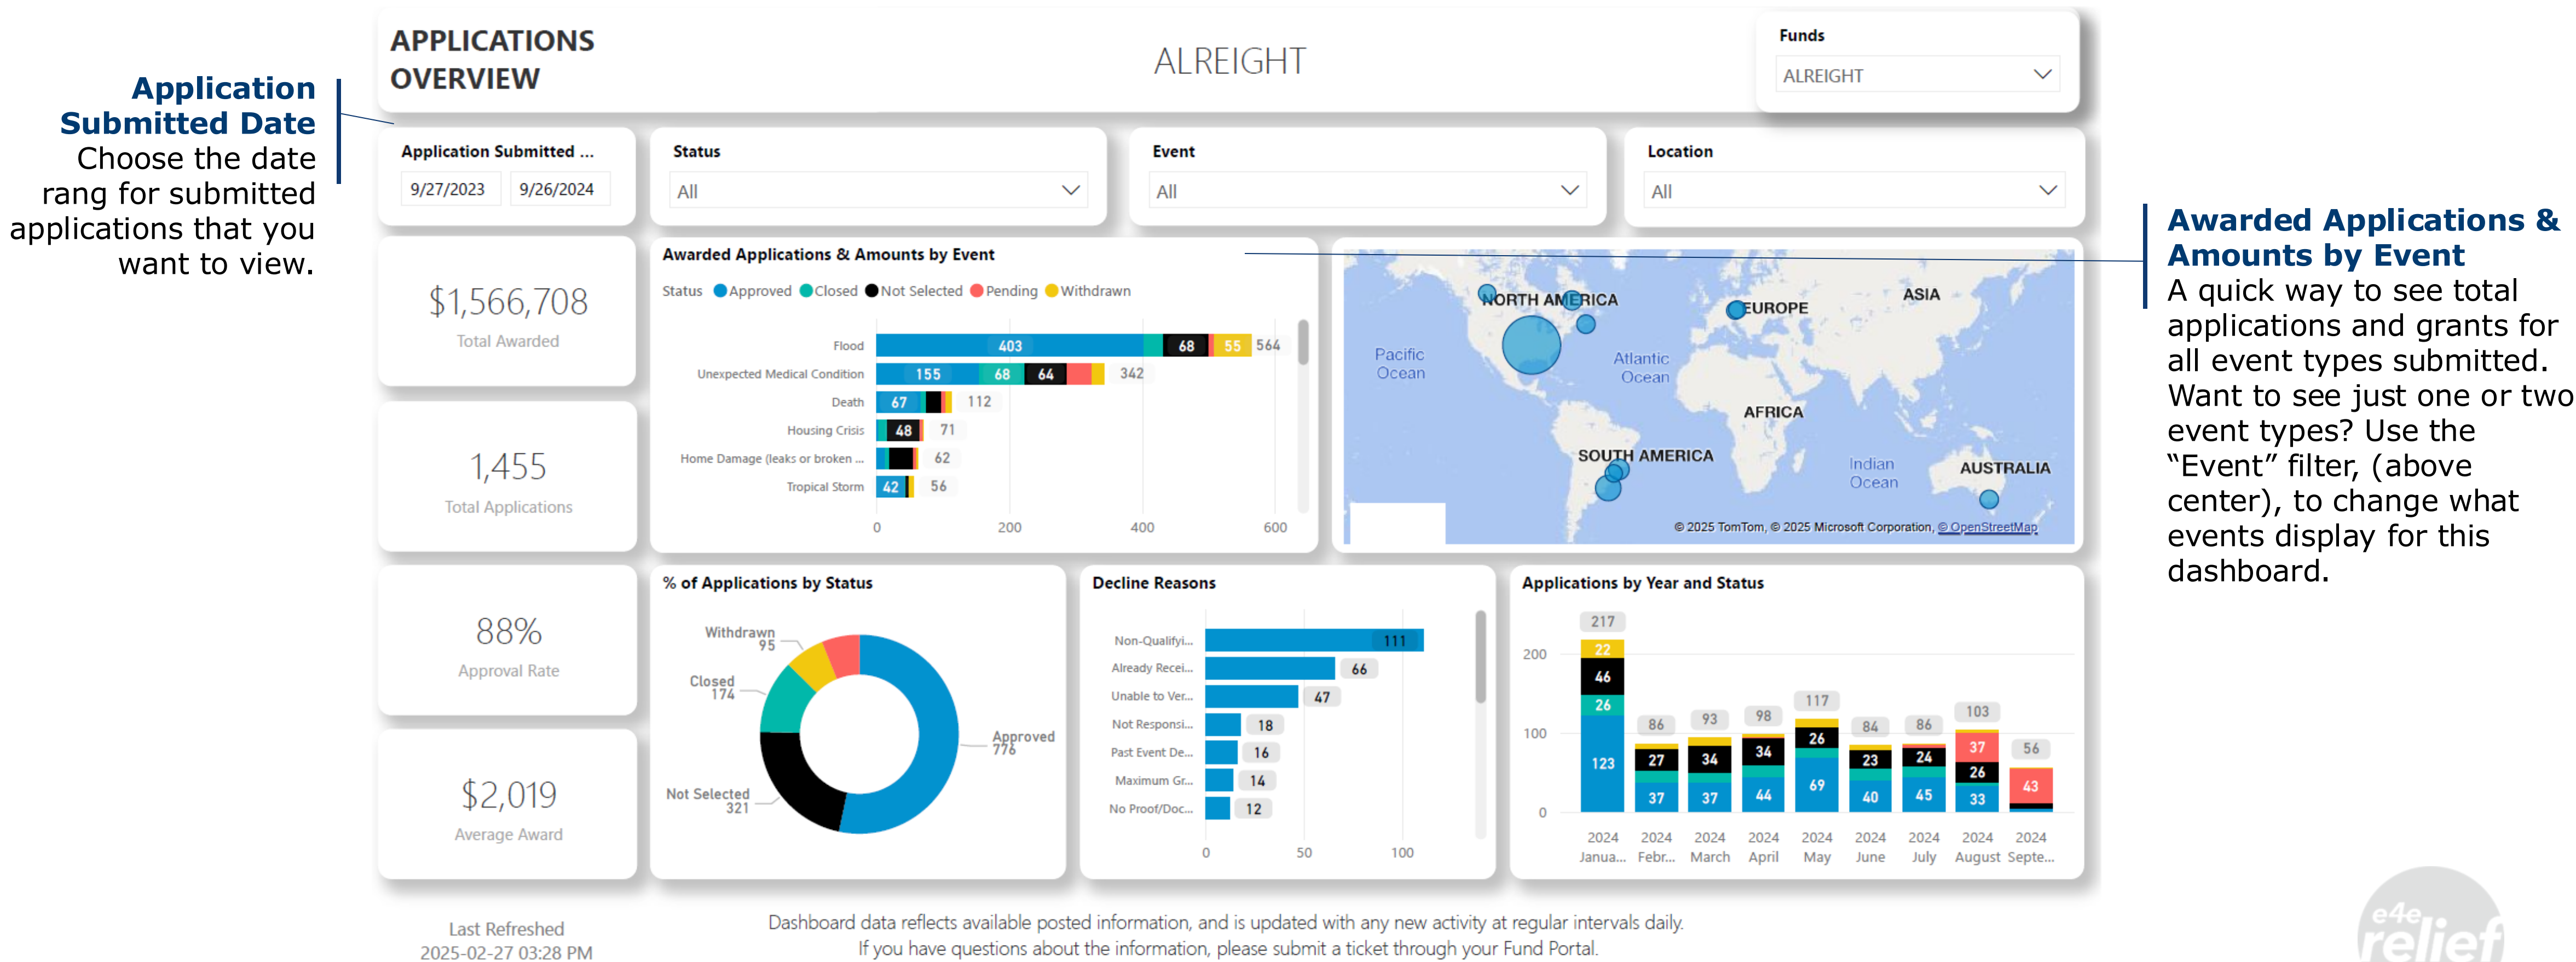 Application
Submitted Date
Choose the date
rang for submitted
applications that you
want to view.
APPLICATIONS
OVERVIEW
ALREIGHT
Funds
ALREIGHT
Application Submitted ...
9/27/2023
9/26/2024
Status
All
Event
All
Location
All
$1,566,708
Total Awarded
1,455
Total Applications
88%
Approval Rate
$2,019
Average Award
Awarded Applications & Amounts by Event
Status Approved Closed Not Selected Pending Withdrawn
Flood 403 68 55 564
Unexpected Medical Condition 155 68 64 342
Death 67 112
Housing Crisis 48 71
Home Damage (leaks or broken ... 62
Tropical Storm 42 56
0 200 400 600
NORTH AMERICA
EUROPE
ASIA
Pacific
Ocean
Atlantic
Ocean
AFRICA
SOUTH AMERICA
Indian
Ocean
AUSTRALIA
© 2025 TomTom, © 2025 Microsoft Corporation, © OpenStreetMap
% of Applications by Status
Withdrawn
95
Closed
174
Not Selected
321
Approved
776
Decline Reasons
Non-Qualifyi... 111
Already Recei... 66
Unable to Ver... 47
Not Responsi... 18
Past Event De... 16
Maximum Gr... 14
No Proof/Doc... 12
0 50 100
Applications by Year and Status
200
100
0
217
22
46
26
123
86
27
37
93
34
37
98
34
44
117
26
69
84
23
40
86
24
45
103
37
26
33
56
43
2024 2024 2024 2024 2024 2024 2024 2024 2024
Janua... Febr... March April May June July August Septe...
Awarded Applications &
Amounts by Event
A quick way to see total
applications and grants for
all event types submitted.
Want to see just one or two
event types? Use the
“Event” filter, (above
center), to change what
events display for this
dashboard.
Last Refreshed
2025-02-27 03:28 PM
Dashboard data reflects available posted information, and is updated with any new activity at regular intervals daily.
If you have questions about the information, please submit a ticket through your Fund Portal.
e4e
relief